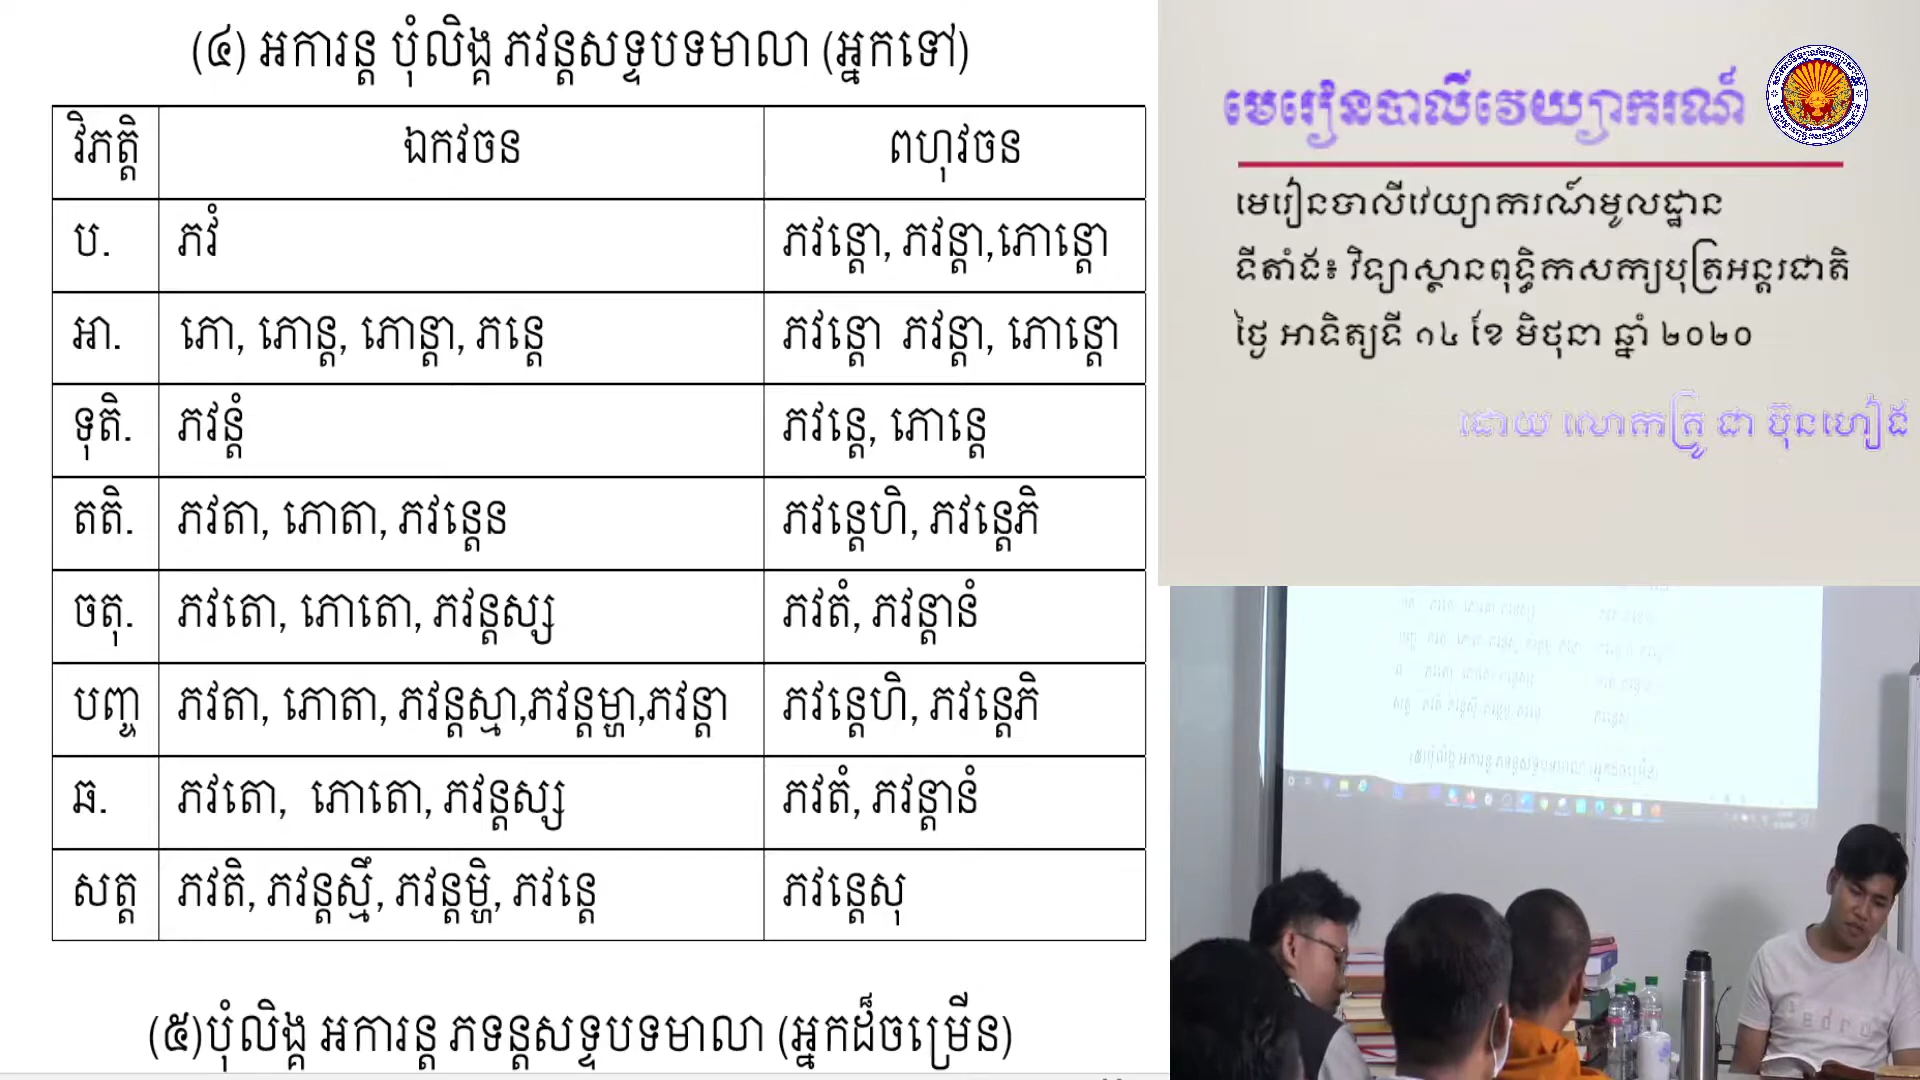 (៤) អការន្ត បុំលិង្គ ភវន្តសទ្ទបទមាលា (អ្នកទៅ)
វិភត្តិ ឯកវចន ពហុវចន
ប. ភវំ ភវន្តោ, ភវន្តា,ភោន្តោ
អា. ភោ, ភោន្ត, ភោន្តា, ភន្តេ ភវន្តោ ភវន្តា, ភោន្តោ
ទុតិ. ភវន្តំ ភវន្តេ, ភោន្តេ
តតិ. ភវតា, ភោតា, ភវន្តេន ភវន្តេហិ, ភវន្តេភិ
ចតុ. ភវតោ, ភោតោ, ភវន្តស្ស ភវតំ, ភវន្តានំ
បញ្ច ភវតា, ភោតា, ភវន្តស្មា,ភវន្តម្ហា,ភវន្តា ភវន្តេហិ, ភវន្តេភិ
ឆ. ភវតោ, ភោតោ, ភវន្តស្ស ភវតំ, ភវន្តានំ
សត្ត ភវតិ, ភវន្តស្មឹ, ភវន្តម្ហិ, ភវន្តេ ភវន្តេសុ
(៥)បុំលិង្គ អការន្ត ភទន្តសទ្ទបទមាលា (អ្នកដ៏ចម្រើន)
មេរៀនបាលីវេយ្យាករណ៍
មេរៀនបាលីវេយ្យាករណ៍មូលដ្ឋាន
ទីតាំង៖ វិទ្យាស្ថានពុទ្ធិកសក្យបុត្រអន្តរជាតិ
ថ្ងៃ អាទិត្យទី ១៤ ខែ មិថុនា ឆ្នាំ ២០២០
ដោយ លោកគ្រូ ជា ប៊ុនហៀង